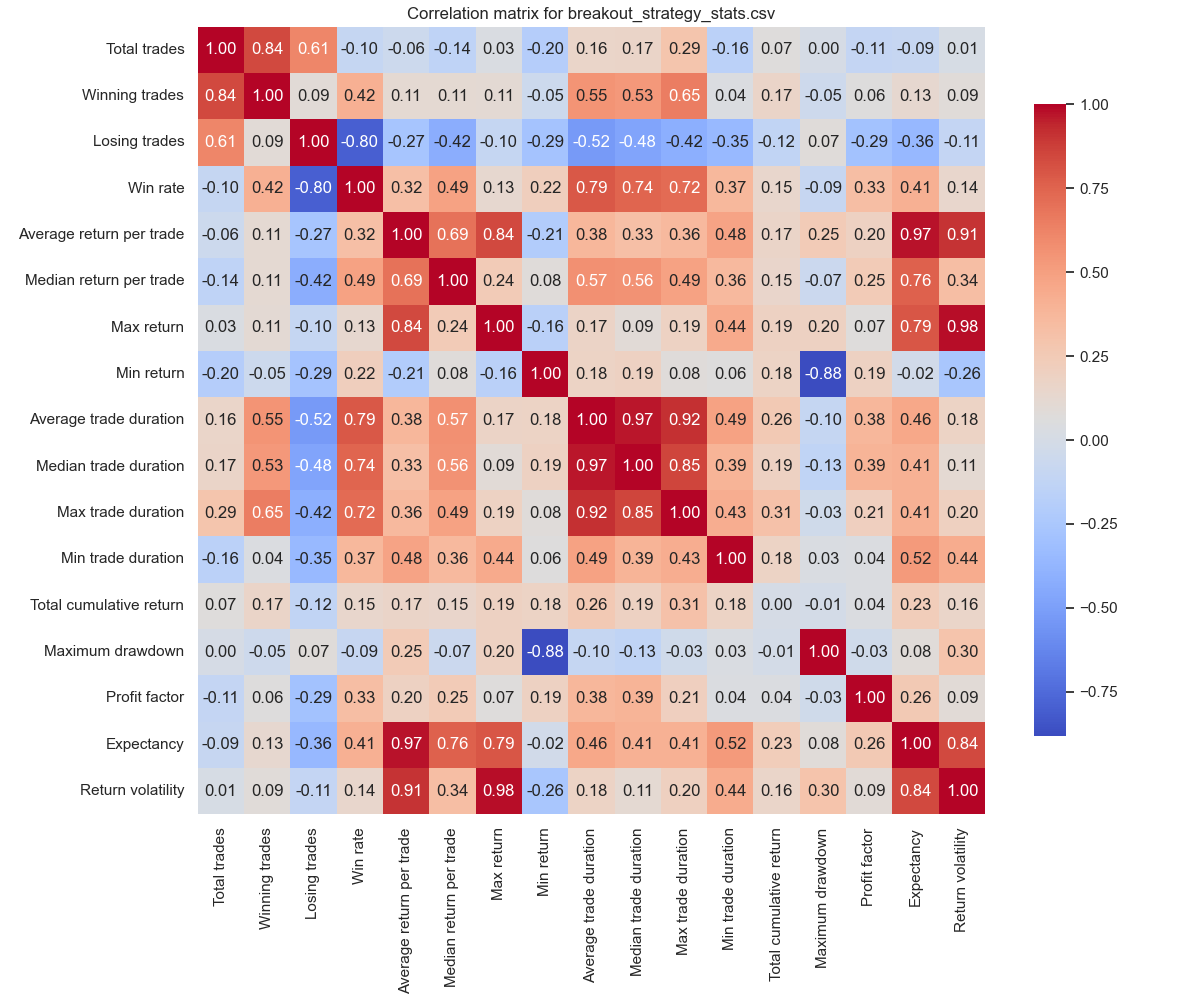 Correlation matrix for breakout_strategy_stats.csv
Total trades 1.00 0.84 0.61 -0.10 -0.06 -0.14 0.03 -0.20 0.16 0.17 0.29 -0.16 0.07 0.00 -0.11 -0.09 0.01
Winning trades 0.84 1.00 0.09 0.42 0.11 0.11 0.11 -0.05 0.55 0.53 0.65 0.04 0.17 -0.05 0.06 0.13 0.09
Losing trades 0.61 0.09 1.00 -0.80 -0.27 -0.42 -0.10 -0.29 -0.52 -0.48 -0.42 -0.35 -0.12 0.07 -0.29 -0.36 -0.11
Win rate -0.10 0.42 -0.80 1.00 0.32 0.49 0.13 0.22 0.79 0.74 0.72 0.37 0.15 -0.09 0.33 0.41 0.14
Average return per trade -0.06 0.11 -0.27 0.32 1.00 0.69 0.84 -0.21 0.38 0.33 0.36 0.48 0.17 0.25 0.20 0.97 0.91
Median return per trade -0.14 0.11 -0.42 0.49 0.69 1.00 0.24 0.08 0.57 0.56 0.49 0.36 0.15 -0.07 0.25 0.76 0.34
Max return 0.03 0.11 -0.10 0.13 0.84 0.24 1.00 -0.16 0.17 0.09 0.19 0.44 0.19 0.20 0.07 0.79 0.98
Min return -0.20 -0.05 -0.29 0.22 -0.21 0.08 -0.16 1.00 0.18 0.19 0.08 0.06 0.18 -0.88 0.19 -0.02 -0.26
Average trade duration 0.16 0.55 -0.52 0.79 0.38 0.57 0.17 0.18 1.00 0.97 0.92 0.49 0.26 -0.10 0.38 0.46 0.18
Median trade duration 0.17 0.53 -0.48 0.74 0.33 0.56 0.09 0.19 0.97 1.00 0.85 0.39 0.19 -0.13 0.39 0.41 0.11
Max trade duration 0.29 0.65 -0.42 0.72 0.36 0.49 0.19 0.08 0.92 0.85 1.00 0.43 0.31 -0.03 0.21 0.41 0.20
Min trade duration -0.16 0.04 -0.35 0.37 0.48 0.36 0.44 0.06 0.49 0.39 0.43 1.00 0.18 0.03 0.04 0.52 0.44
Total cumulative return 0.07 0.17 -0.12 0.15 0.17 0.15 0.19 0.18 0.26 0.19 0.31 0.18 0.00 -0.01 0.04 0.23 0.16
Maximum drawdown 0.00 -0.05 0.07 -0.09 0.25 -0.07 0.20 -0.88 -0.10 -0.13 -0.03 0.03 -0.01 1.00 -0.03 0.08 0.30
Profit factor -0.11 0.06 -0.29 0.33 0.20 0.25 0.07 0.19 0.38 0.39 0.21 0.04 0.04 -0.03 1.00 0.26 0.09
Expectancy -0.09 0.13 -0.36 0.41 0.97 0.76 0.79 -0.02 0.46 0.41 0.41 0.52 0.23 0.08 0.26 1.00 0.84
Return volatility 0.01 0.09 -0.11 0.14 0.91 0.34 0.98 -0.26 0.18 0.11 0.20 0.44 0.16 0.30 0.09 0.84 1.00
Total trades
Winning trades
Losing trades
Win rate
Average return per trade
Median return per trade
Max return
Min return
Average trade duration
Median trade duration
Max trade duration
Min trade duration
Total cumulative return
Maximum drawdown
Profit factor
Expectancy
Return volatility
1.00
0.75
0.50
0.25
0.00
−0.25
−0.50
−0.75